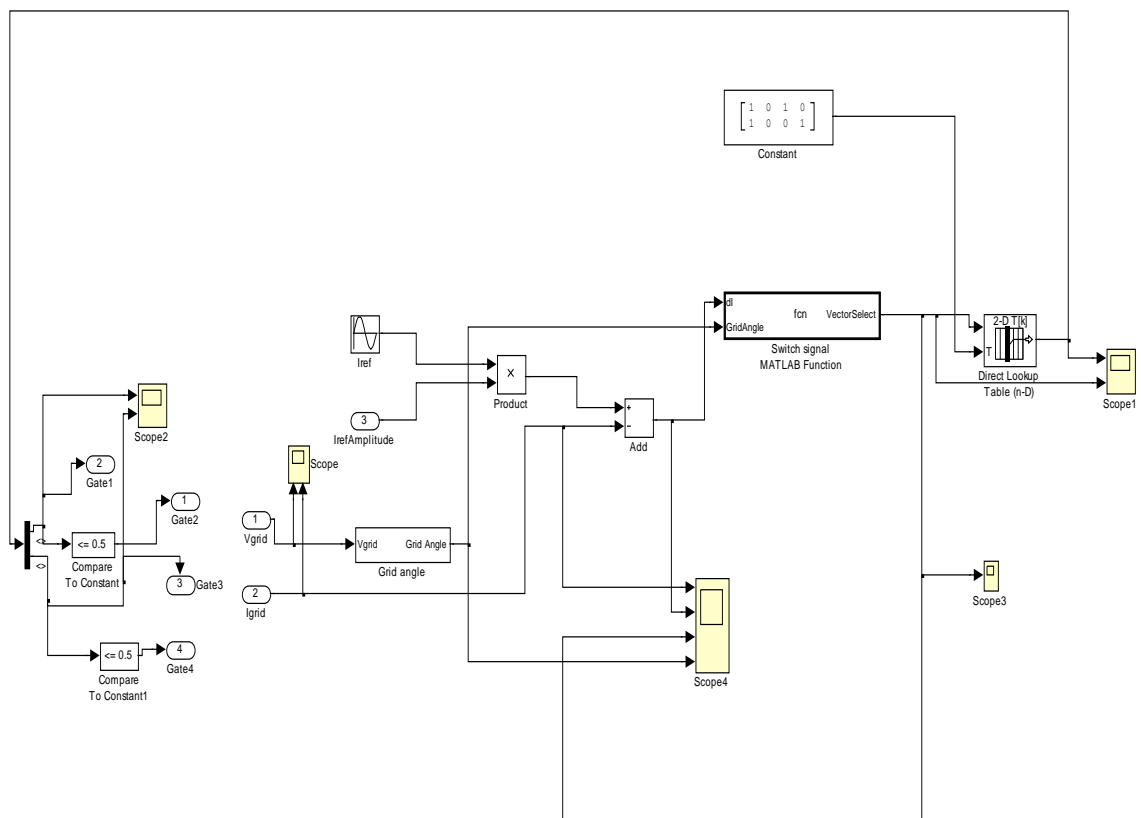 1 0 1 0
1 0 0 1
Constant
dI
fcn
VectorSelect
GridAngle
Switch signal
MATLAB Function
2-D T[k]
T
Direct Lookup
Table (n-D)
Scope1
Iref
X
Product
3
IrefAmplitude
+
−
Add
Scope2
2
Gate1
1
Gate2
<>
<= 0.5
Compare
To Constant
<>
3
Gate3
<= 0.5
4
Gate4
Compare
To Constant1
Scope
1
Vgrid
Vgrid
Grid Angle
Grid angle
2
Igrid
Scope3
Scope4